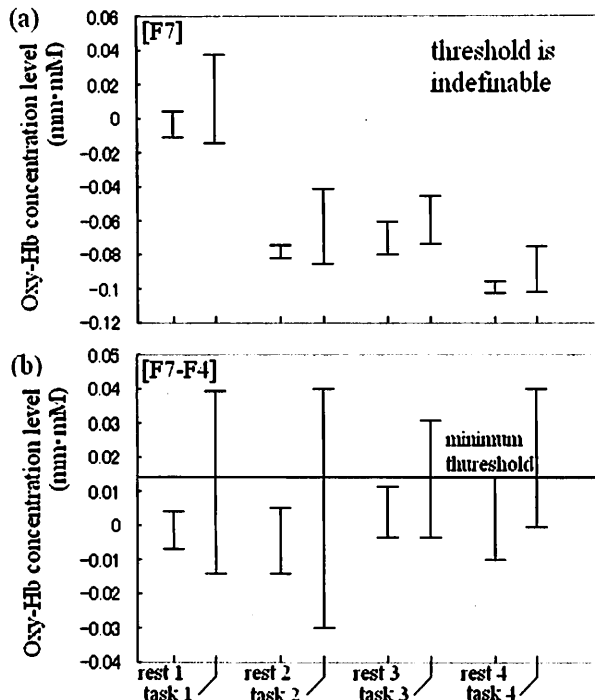 (a)
[F7]
threshold is
indefinable
Oxy-Hb concentration level
(mm·mM)
0.06
0.04
0.02
0
-0.02
-0.04
-0.06
-0.08
-0.1
-0.12
(b)
[F7-F4]
minimum
thureshold
Oxy-Hb concentration level
(mm·mM)
0.05
0.04
0.03
0.02
0.01
0
-0.01
-0.02
-0.03
-0.04
rest 1
task 1
rest 2
task 2
rest 3
task 3
rest 4
task 4